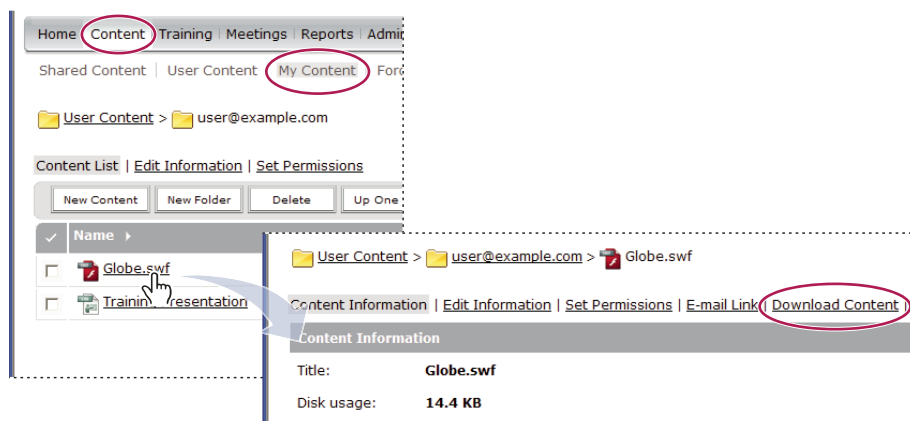 Home | Content | Training | Meetings | Reports |
Shared Content | User Content | My Content
User Content > user@example.com
Content List | Edit Information | Set Permissions
New Content New Folder Delete Up One
Name
Globe.swf
Training Presentation
User Content > user@example.com > Globe.swf
Content Information | Edit Information | Set Permissions | E-mail Link | Download Content |
Content Information
Title: Globe.swf
Disk usage: 14.4 KB